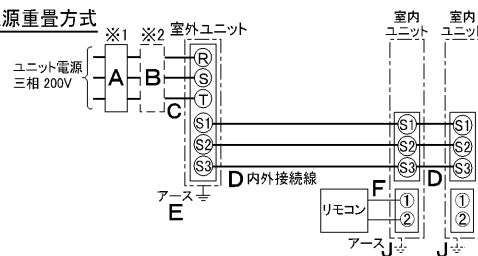 源重畳方式
※1 ※2 室外ユニット 室内ユニット 室内ユニット
ユニット電源
三相 200V
A B C
R
S
T
S1 S1 S1
S2 S2 S2
S3 S3 S3
D 内外接続線 F D
アース
E
リモコン
① ①
② ②
アース J J